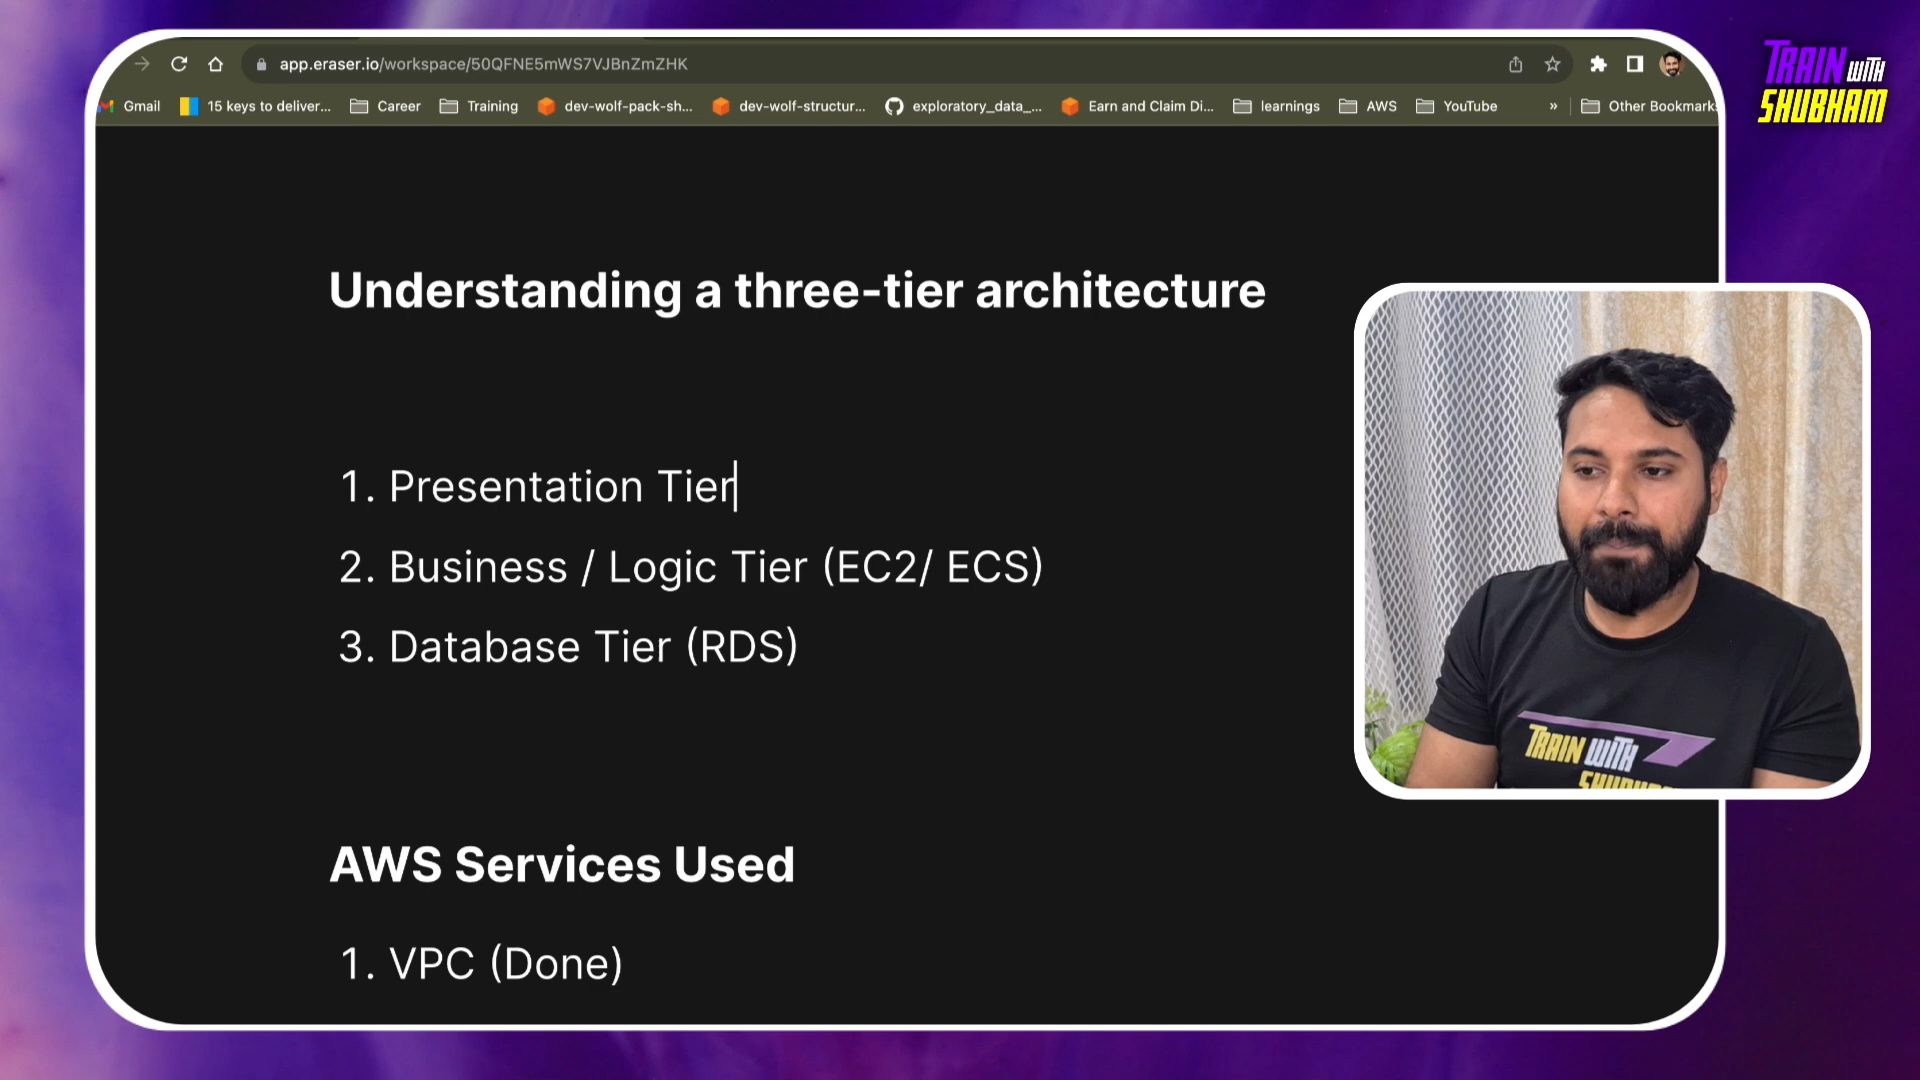 TRAIN WITH
SHUBHAM
app.eraser.io/workspace/50QFNE5mWS7VJBnZmZHK
Gmail 15 keys to deliver... Career Training dev-wolf-pack-sh... dev-wolf-structur... exploratory_data_... Earn and Claim Di... learnings AWS YouTube » Other Bookmarks
Understanding a three-tier architecture
1. Presentation Tier
2. Business / Logic Tier (EC2/ ECS)
3. Database Tier (RDS)
TRAIN WITH
AWS Services Used
1. VPC (Done)